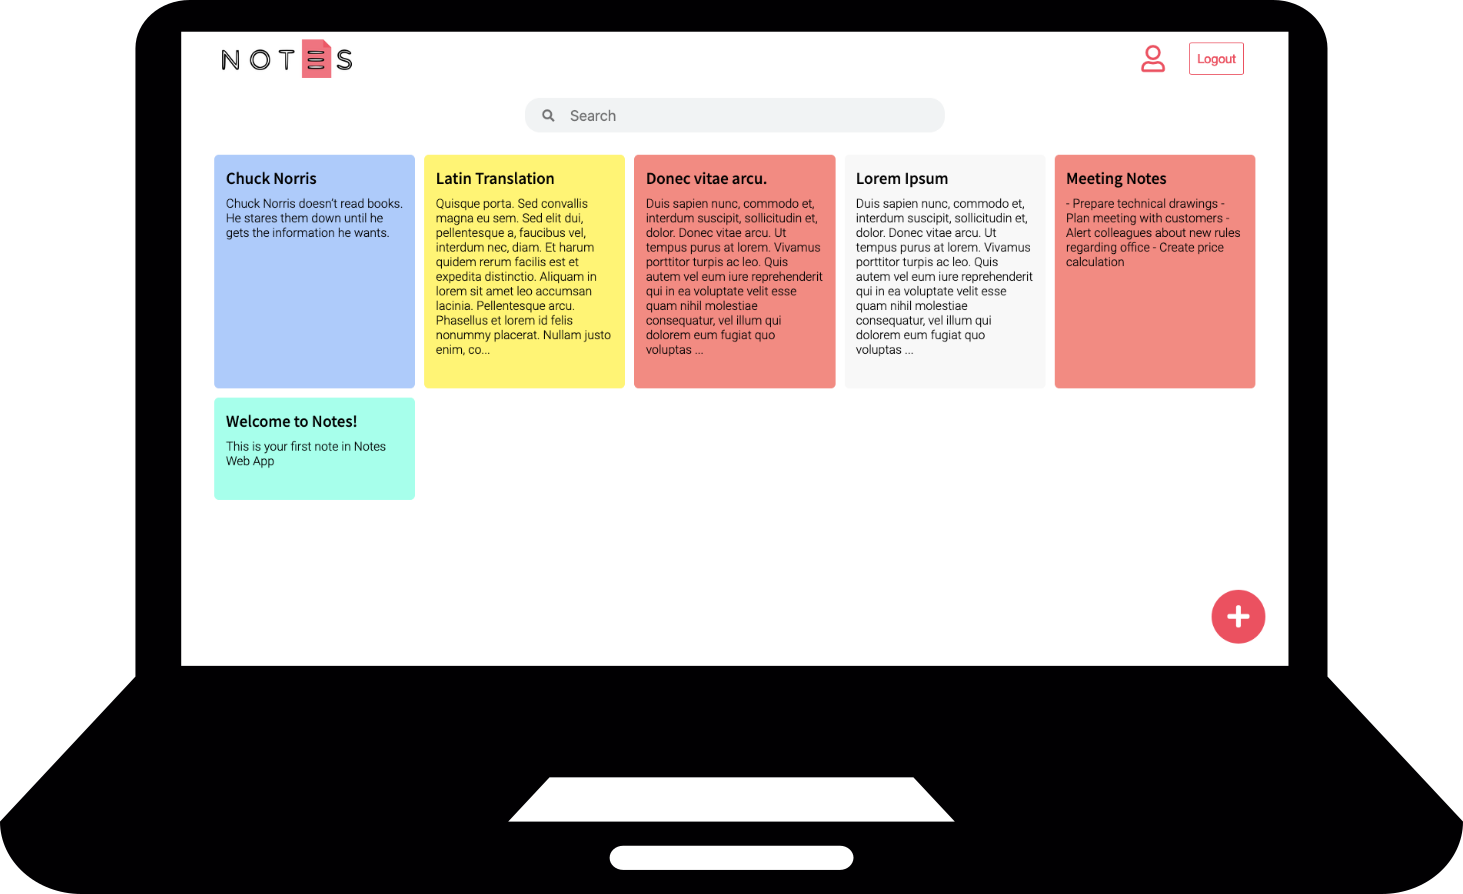 NOTES
Logout
Search
Chuck Norris
Chuck Norris doesn't read books.
He stares them down until he
gets the information he wants.
Latin Translation
Quisque porta. Sed convallis
magna eu sem. Sed elit dui,
pellentesque a, faucibus vel,
interdum nec, diam. Et harum
quidem rerum facilis est et
expedita distinctio. Aliquam in
lorem sit amet leo accumsan
lacinia. Pellentesque arcu.
Phasellus et lorem id felis
nonummy placerat. Nullam justo
enim, co...
Donec vitae arcu.
Duis sapien nunc, commodo et,
interdum suscipit, sollicitudin et,
dolor. Donec vitae arcu. Ut
tempus purus at lorem. Vivamus
porttitor turpis ac leo. Quis
autem vel eum iure reprehenderit
qui in ea voluptate velit esse
quam nihil molestiae
consequatur, vel illum qui
dolorem eum fugiat quo
voluptas ...
Lorem Ipsum
Duis sapien nunc, commodo et,
interdum suscipit, sollicitudin et,
dolor. Donec vitae arcu. Ut
tempus purus at lorem. Vivamus
porttitor turpis ac leo. Quis
autem vel eum iure reprehenderit
qui in ea voluptate velit esse
quam nihil molestiae
consequatur, vel illum qui
dolorem eum fugiat quo
voluptas ...
Meeting Notes
- Prepare technical drawings -
Plan meeting with customers -
Alert colleagues about new rules
regarding office - Create price
calculation
Welcome to Notes!
This is your first note in Notes
Web App